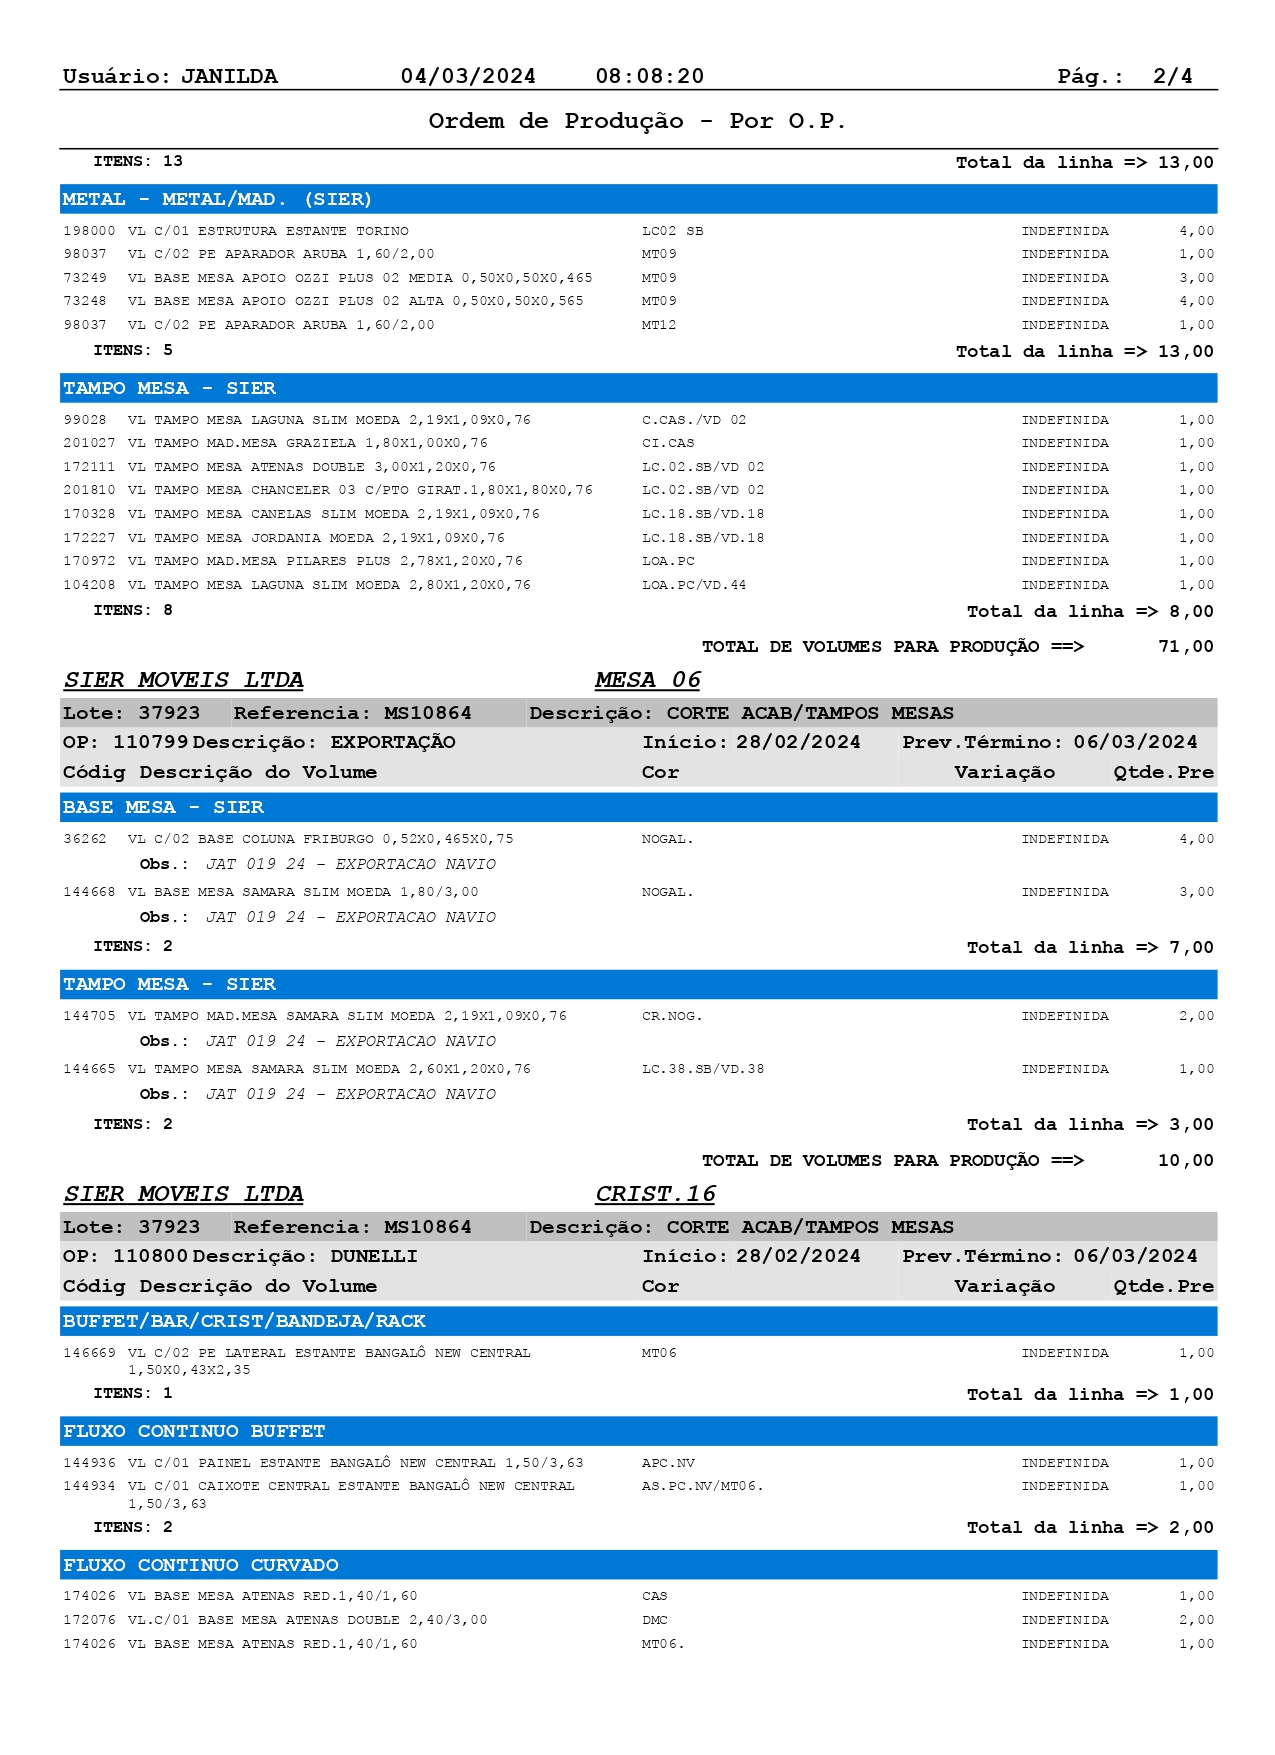 Usuário: JANILDA 04/03/2024 08:08:20 Pág.: 2/4
Ordem de Produção - Por O.P.
ITENS: 13 Total da linha => 13,00
METAL - METAL/MAD. (SIER)
198000 VL C/01 ESTRUTURA ESTANTE TORINO LC02 SB INDEFINIDA 4,00
98037 VL C/02 PE APARADOR ARUBA 1,60/2,00 MT09 INDEFINIDA 1,00
73249 VL BASE MESA APOIO OZZI PLUS 02 MEDIA 0,50X0,50X0,465 MT09 INDEFINIDA 3,00
73248 VL BASE MESA APOIO OZZI PLUS 02 ALTA 0,50X0,50X0,565 MT09 INDEFINIDA 4,00
98037 VL C/02 PE APARADOR ARUBA 1,60/2,00 MT12 INDEFINIDA 1,00
ITENS: 5 Total da linha => 13,00
TAMPO MESA - SIER
99028 VL TAMPO MESA LAGUNA SLIM MOEDA 2,19X1,09X0,76 C.CAS./VD 02 INDEFINIDA 1,00
201027 VL TAMPO MAD.MESA GRAZIELA 1,80X1,00X0,76 CI.CAS INDEFINIDA 1,00
172111 VL TAMPO MESA ATENAS DOUBLE 3,00X1,20X0,76 LC.02.SB/VD 02 INDEFINIDA 1,00
201810 VL TAMPO MESA CHANCELER 03 C/PTO GIRAT.1,80X1,80X0,76 LC.02.SB/VD 02 INDEFINIDA 1,00
170328 VL TAMPO MESA CANELAS SLIM MOEDA 2,19X1,09X0,76 LC.18.SB/VD.18 INDEFINIDA 1,00
172227 VL TAMPO MESA JORDANIA MOEDA 2,19X1,09X0,76 LC.18.SB/VD.18 INDEFINIDA 1,00
170972 VL TAMPO MAD.MESA PILARES PLUS 2,78X1,20X0,76 LOA.PC INDEFINIDA 1,00
104208 VL TAMPO MESA LAGUNA SLIM MOEDA 2,80X1,20X0,76 LOA.PC/VD.44 INDEFINIDA 1,00
ITENS: 8 Total da linha => 8,00
TOTAL DE VOLUMES PARA PRODUÇÃO ==> 71,00
SIER MOVEIS LTDA MESA 06
Lote: 37923 Referencia: MS10864 Descrição: CORTE ACAB/TAMPOS MESAS
OP: 110799 Descrição: EXPORTAÇÃO Início: 28/02/2024 Prev.Término: 06/03/2024
Códig Descrição do Volume Cor Variação Qtde.Pre
BASE MESA - SIER
36262 VL C/02 BASE COLUNA FRIBURGO 0,52X0,465X0,75 NOGAL. INDEFINIDA 4,00
Obs.: JAT 019 24 - EXPORTACAO NAVIO
144668 VL BASE MESA SAMARA SLIM MOEDA 1,80/3,00 NOGAL. INDEFINIDA 3,00
Obs.: JAT 019 24 - EXPORTACAO NAVIO
ITENS: 2 Total da linha => 7,00
TAMPO MESA - SIER
144705 VL TAMPO MAD.MESA SAMARA SLIM MOEDA 2,19X1,09X0,76 CR.NOG. INDEFINIDA 2,00
Obs.: JAT 019 24 - EXPORTACAO NAVIO
144665 VL TAMPO MESA SAMARA SLIM MOEDA 2,60X1,20X0,76 LC.38.SB/VD.38 INDEFINIDA 1,00
Obs.: JAT 019 24 - EXPORTACAO NAVIO
ITENS: 2 Total da linha => 3,00
TOTAL DE VOLUMES PARA PRODUÇÃO ==> 10,00
SIER MOVEIS LTDA CRIST.16
Lote: 37923 Referencia: MS10864 Descrição: CORTE ACAB/TAMPOS MESAS
OP: 110800 Descrição: DUNELLI Início: 28/02/2024 Prev.Término: 06/03/2024
Códig Descrição do Volume Cor Variação Qtde.Pre
BUFFET/BAR/CRIST/BANDEJA/RACK
146669 VL C/02 PE LATERAL ESTANTE BANGALÔ NEW CENTRAL MT06 INDEFINIDA 1,00
1,50X0,43X2,35
ITENS: 1 Total da linha => 1,00
FLUXO CONTINUO BUFFET
144936 VL C/01 PAINEL ESTANTE BANGALÔ NEW CENTRAL 1,50/3,63 APC.NV INDEFINIDA 1,00
144934 VL C/01 CAIXOTE CENTRAL ESTANTE BANGALÔ NEW CENTRAL AS.PC.NV/MT06. INDEFINIDA 1,00
1,50/3,63
ITENS: 2 Total da linha => 2,00
FLUXO CONTINUO CURVADO
174026 VL BASE MESA ATENAS RED.1,40/1,60 CAS INDEFINIDA 1,00
172076 VL.C/01 BASE MESA ATENAS DOUBLE 2,40/3,00 DMC INDEFINIDA 2,00
174026 VL BASE MESA ATENAS RED.1,40/1,60 MT06. INDEFINIDA 1,00